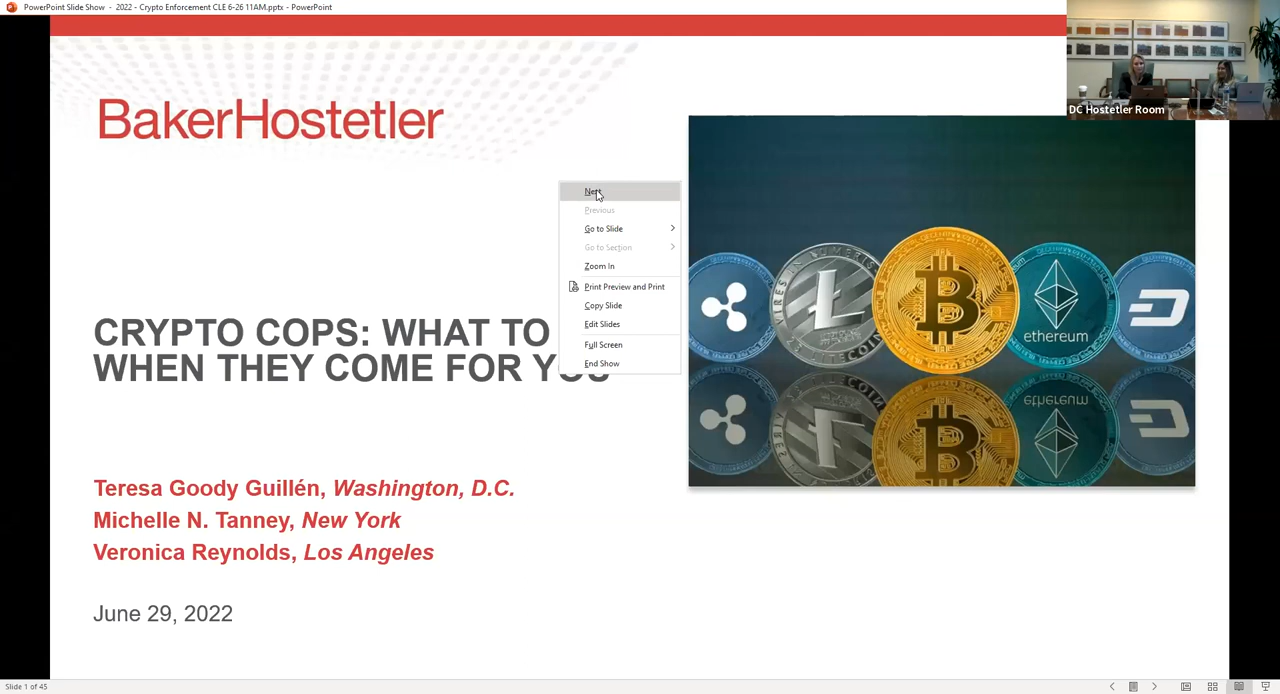 PowerPoint Slide Show - 2022 - Crypto Enforcement CLE 6-26 11AM.pptx - PowerPoint
DC Hostetler Room
BakerHostetler
Next
Previous
Go to Slide
Go to Section
Zoom In
Print Preview and Print
Copy Slide
Edit Slides
Full Screen
End Show
CRYPTO COPS: WHAT TO
WHEN THEY COME FOR YOU
LITECOIN
ethereum
ethereum
Teresa Goody Guillén, Washington, D.C.
Michelle N. Tanney, New York
Veronica Reynolds, Los Angeles
June 29, 2022
Slide 1 of 45